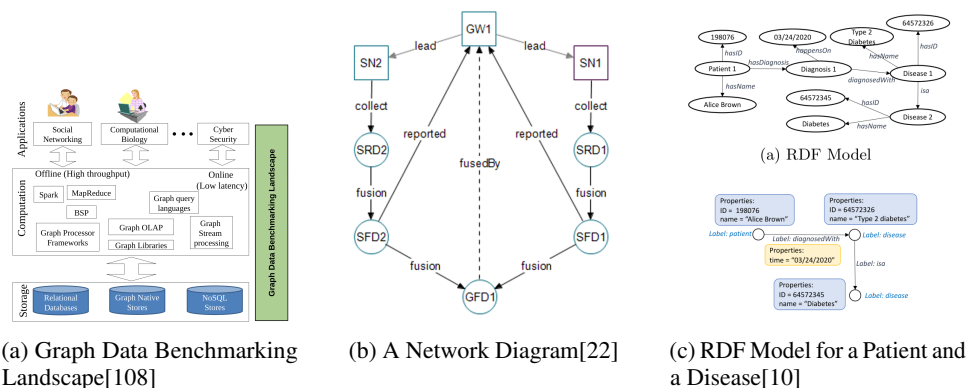 Applications
Social
Networking
Computational
Biology
Cyber
Security
Computation
Offline (High throughput)
Online
(Low latency)
Spark
MapReduce
BSP
Graph query
languages
Graph Processor
Frameworks
Graph OLAP
Graph Libraries
Graph
Stream
processing
Storage
Relational
Databases
Graph Native
Stores
NoSQL
Stores
Graph Data Benchmarking Landscape
(a) Graph Data Benchmarking
Landscape[108]
GW1
lead
lead
SN2
SN1
collect
collect
reported
reported
SRD2
SRD1
fusedBy
fusion
fusion
SFD2
SFD1
fusion
fusion
GFD1
(b) A Network Diagram[22]
198076
03/24/2020
Type 2
Diabetes
64572326
hasID
happensOn
hasName
hasID
Patient 1
hasDiagnosis
Diagnosis 1
diagnosedWith
Disease 1
hasName
isa
64572345
hasID
Alice Brown
Diabetes
hasName
Disease 2
(a) RDF Model
Properties:
ID = 198076
name = "Alice Brown"
Properties:
ID = 64572326
name = "Type 2 diabetes"
Label: patient
Label: diagnosedWith
Label: disease
Properties:
time = "03/24/2020"
Label: isa
Properties:
ID = 64572345
name = "Diabetes"
Label: disease
(c) RDF Model for a Patient and
a Disease[10]